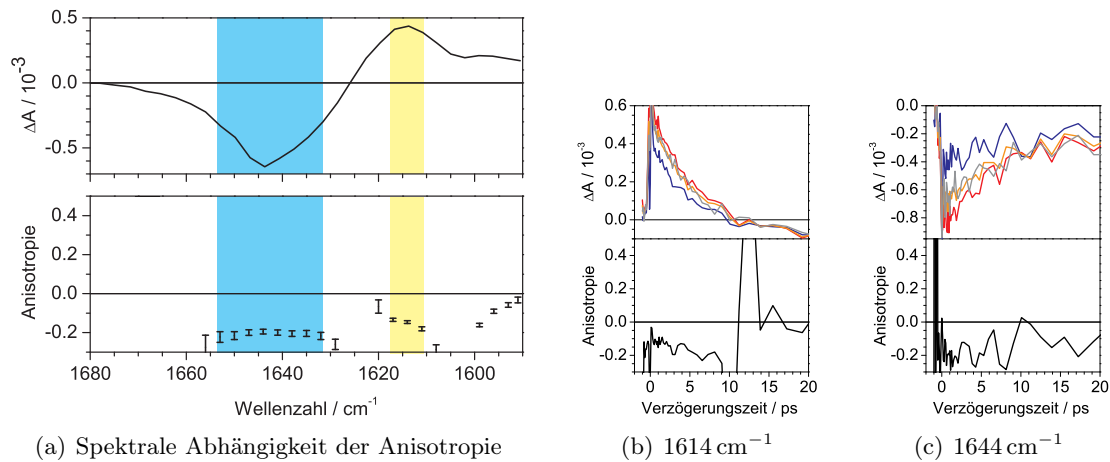 0.5
0.0
-0.5
ΔA / 10⁻³
0.4
0.2
0.0
-0.2
Anisotropie
1680 1660 1640 1620 1600
Wellenzahl / cm⁻¹
(a) Spektrale Abhängigkeit der Anisotropie
0.6
0.4
0.2
0.0
ΔA / 10⁻³
0.4
0.2
0.0
-0.2
Anisotropie
0 5 10 15 20
Verzögerungszeit / ps
(b) 1614 cm⁻¹
0.0
-0.2
-0.4
-0.6
-0.8
ΔA / 10⁻³
0.4
0.2
0.0
-0.2
Anisotropie
0 5 10 15 20
Verzögerungszeit / ps
(c) 1644 cm⁻¹